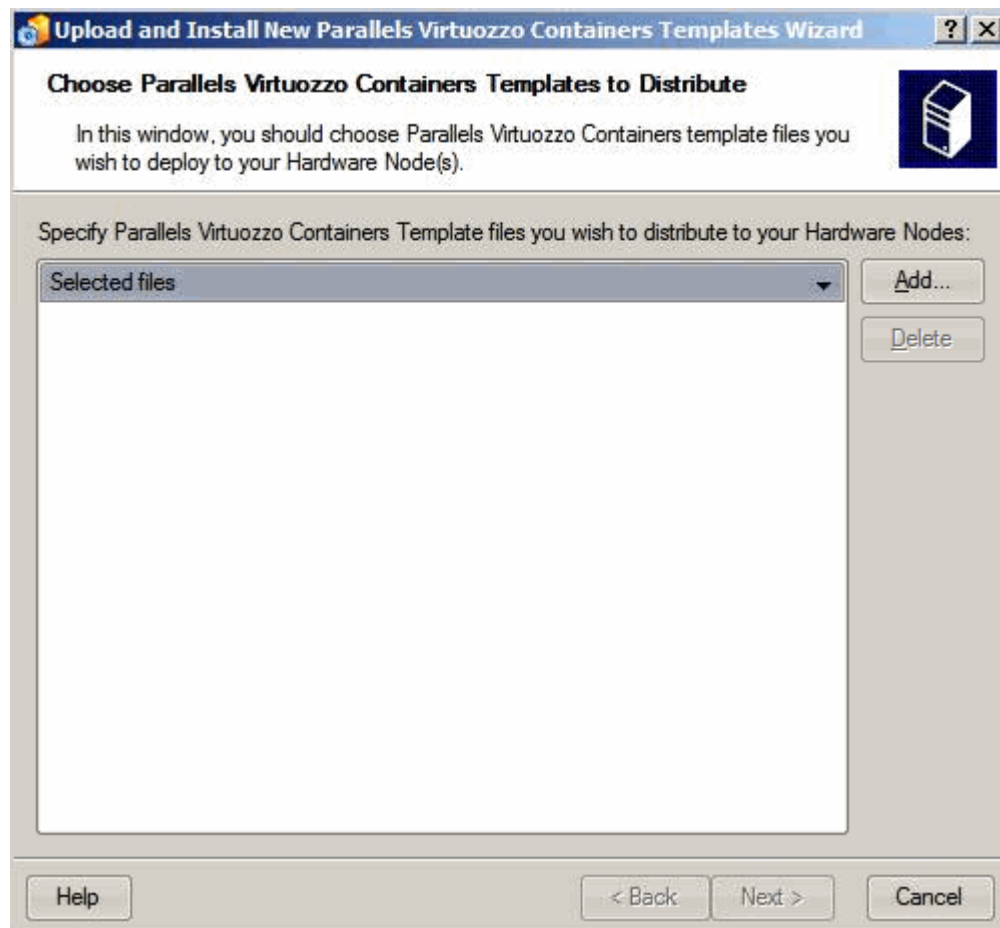 Upload and Install New Parallels Virtuozzo Containers Templates Wizard
Choose Parallels Virtuozzo Containers Templates to Distribute
In this window, you should choose Parallels Virtuozzo Containers template files you
wish to deploy to your Hardware Node(s).
Specify Parallels Virtuozzo Containers Template files you wish to distribute to your Hardware Nodes:
Selected files
Add...
Delete
Help
< Back
Next >
Cancel